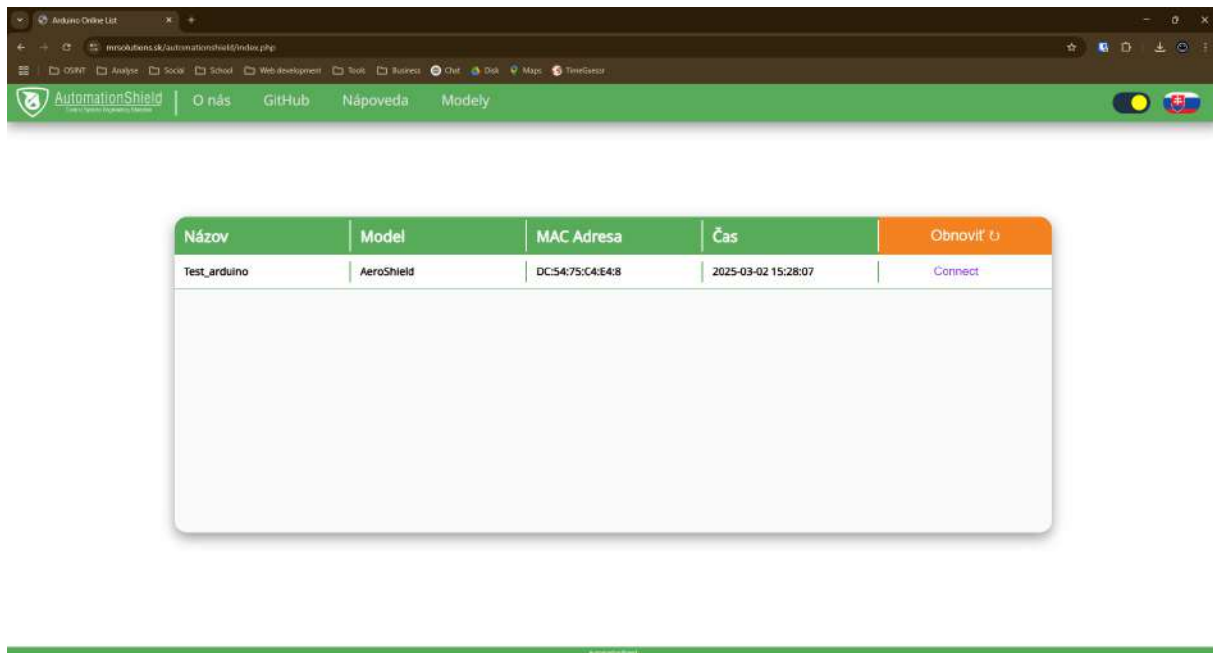 Arduino Online List
mrsolutions.sk/automationshield/index.php
OSINT Analyse Social School Web development Tools Business Chat Disk Maps TimeGuessr
AutomationShield O nás GitHub Nápoveda Modely
Názov Model MAC Adresa Čas Obnoviť ↻
Test_arduino AeroShield DC:54:75:C4:E4:8 2025-03-02 15:28:07 Connect